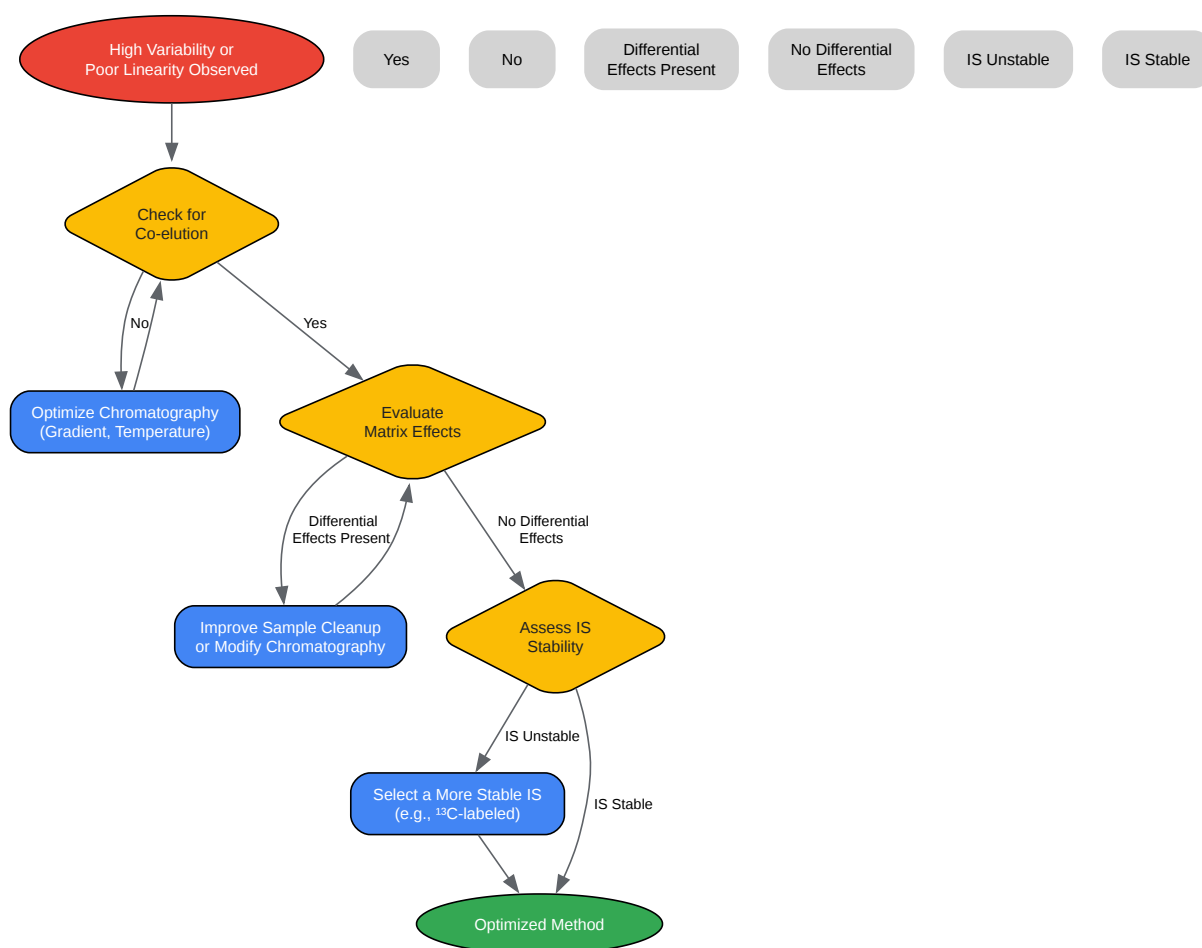 High Variability or
Poor Linearity Observed
Yes
No
Differential
Effects Present
No Differential
Effects
IS Unstable
IS Stable
Check for
Co-elution
No
Yes
Optimize Chromatography
(Gradient, Temperature)
Evaluate
Matrix Effects
Differential
Effects Present
No Differential
Effects
Improve Sample Cleanup
or Modify Chromatography
Assess IS
Stability
IS Unstable
Select a More Stable IS
(e.g., ¹³C-labeled)
IS Stable
Optimized Method